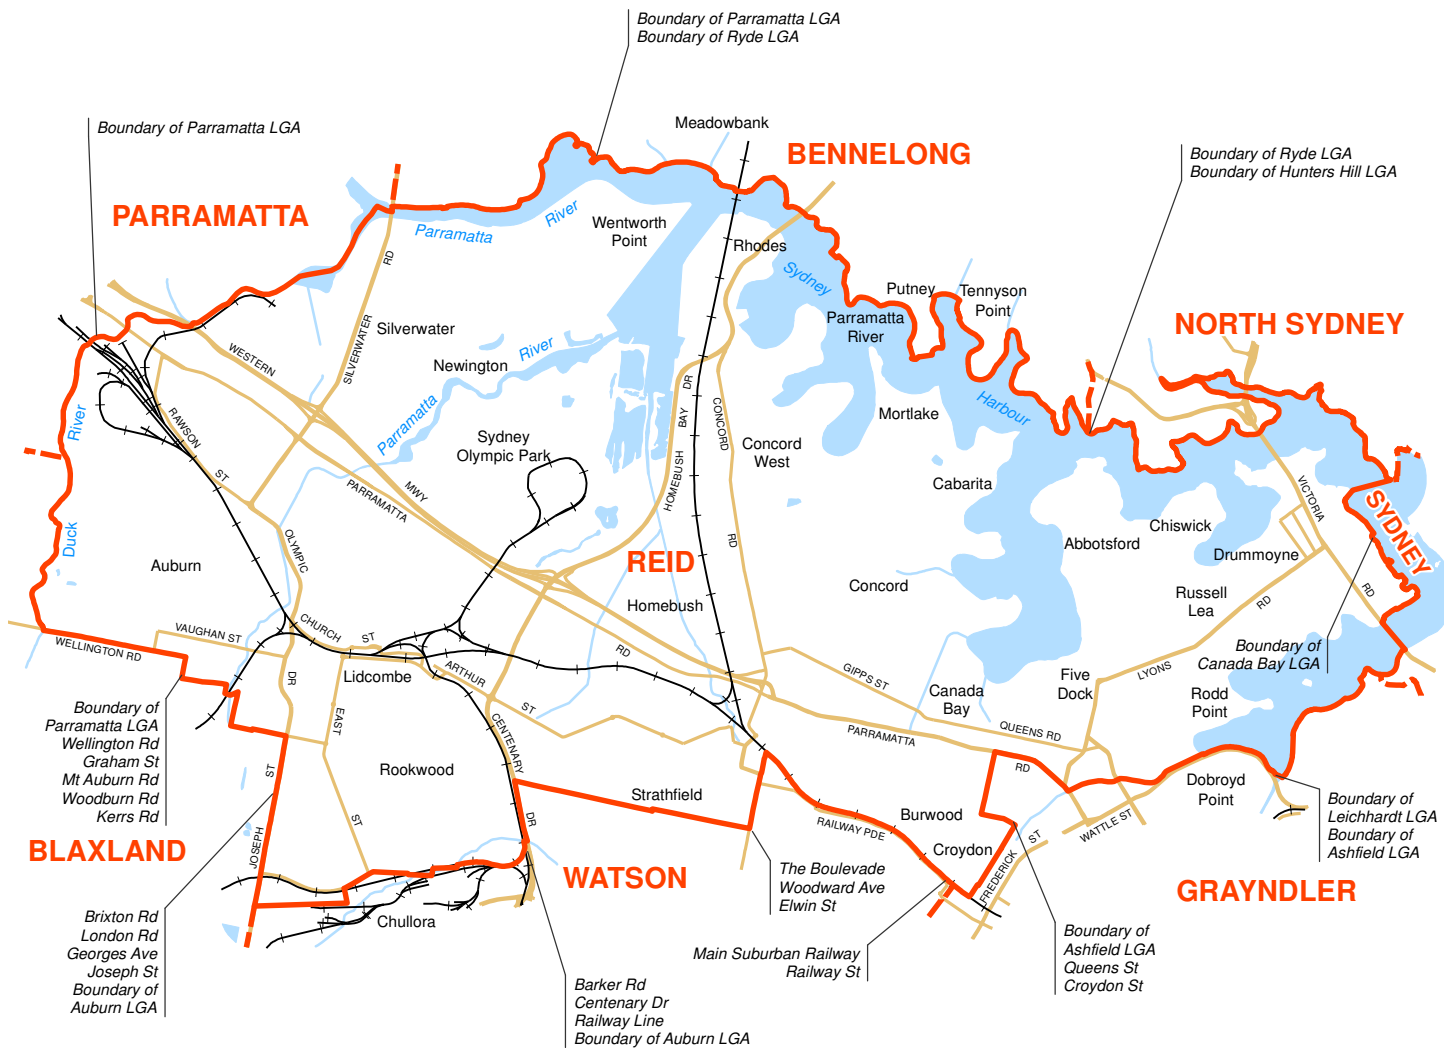 Boundary of Parramatta LGA
Boundary of Ryde LGA
Meadowbank
Boundary of Parramatta LGA
BENNELONG
Boundary of Ryde LGA
Boundary of Hunters Hill LGA
PARRAMATTA
Parramatta
River
Wentworth
Point
Rhodes
Sydney
Harbour
Putney
Tennyson
Point
Parramatta
River
NORTH SYDNEY
RD
SILVERWATER
Silverwater
WESTERN
MWY
Newington
Parramatta
River
Duck
River
RAWSON
ST
PARRAMATTA
RD
Sydney
Olympic Park
HOMEBUSH
BAY
DR
CONCORD
RD
Concord
West
Mortlake
Cabarita
Abbotsford
Chiswick
VICTORIA
RD
SYDNEY
Drummoyne
Russell
Lea
OLYMPIC
DR
Auburn
REID
Homebush
Concord
LYONS
RD
Boundary of
Canada Bay LGA
WELLINGTON RD
VAUGHAN ST
CHURCH
ST
Lidcombe
ARTHUR
ST
GIPPS ST
Canada
Bay
Five
Dock
Rodd
Point
QUEENS RD
PARRAMATTA
RD
EAST
ST
CENTENARY
DR
Boundary of
Parramatta LGA
Wellington Rd
Graham St
Mt Auburn Rd
Woodburn Rd
Kerrs Rd
Rookwood
Strathfield
Dobroyd
Point
JOSEPH
ST
BLAXLAND
WATSON
RAILWAY PDE
Burwood
Croydon
FREDERICK
ST
WATTLE ST
Boundary of
Leichhardt LGA
Boundary of
Ashfield LGA
GRAYNDLER
The Boulevade
Woodward Ave
Elwin St
Chullora
Brixton Rd
London Rd
Georges Ave
Joseph St
Boundary of
Auburn LGA
Barker Rd
Centenary Dr
Railway Line
Boundary of Auburn LGA
Main Suburban Railway
Railway St
Boundary of
Ashfield LGA
Queens St
Croydon St